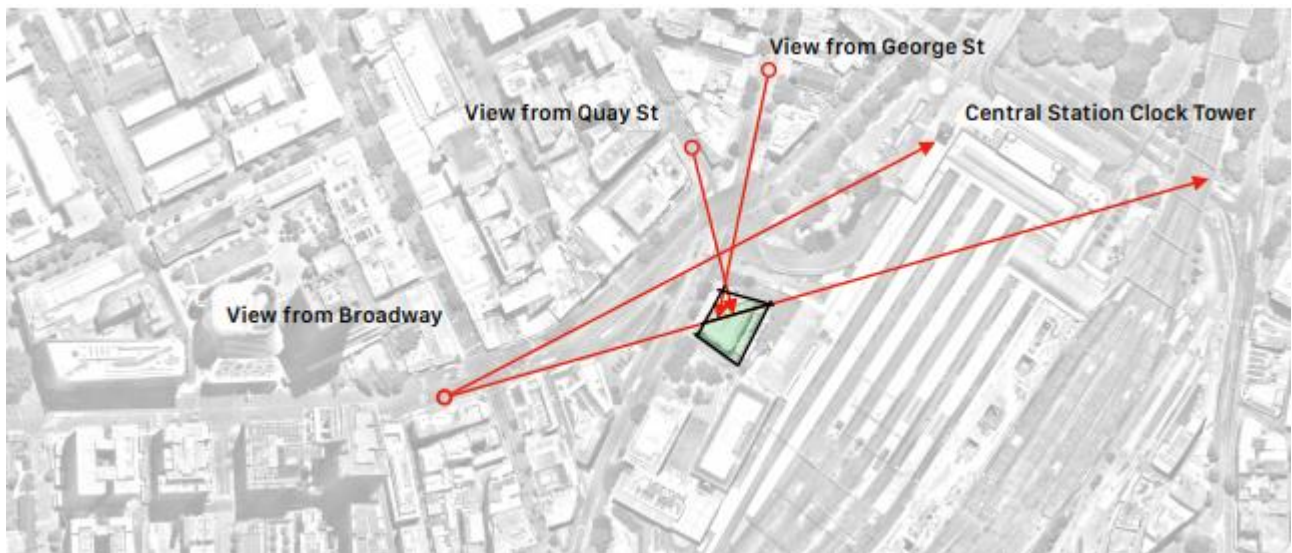 View from George St
View from Quay St
Central Station Clock Tower
View from Broadway